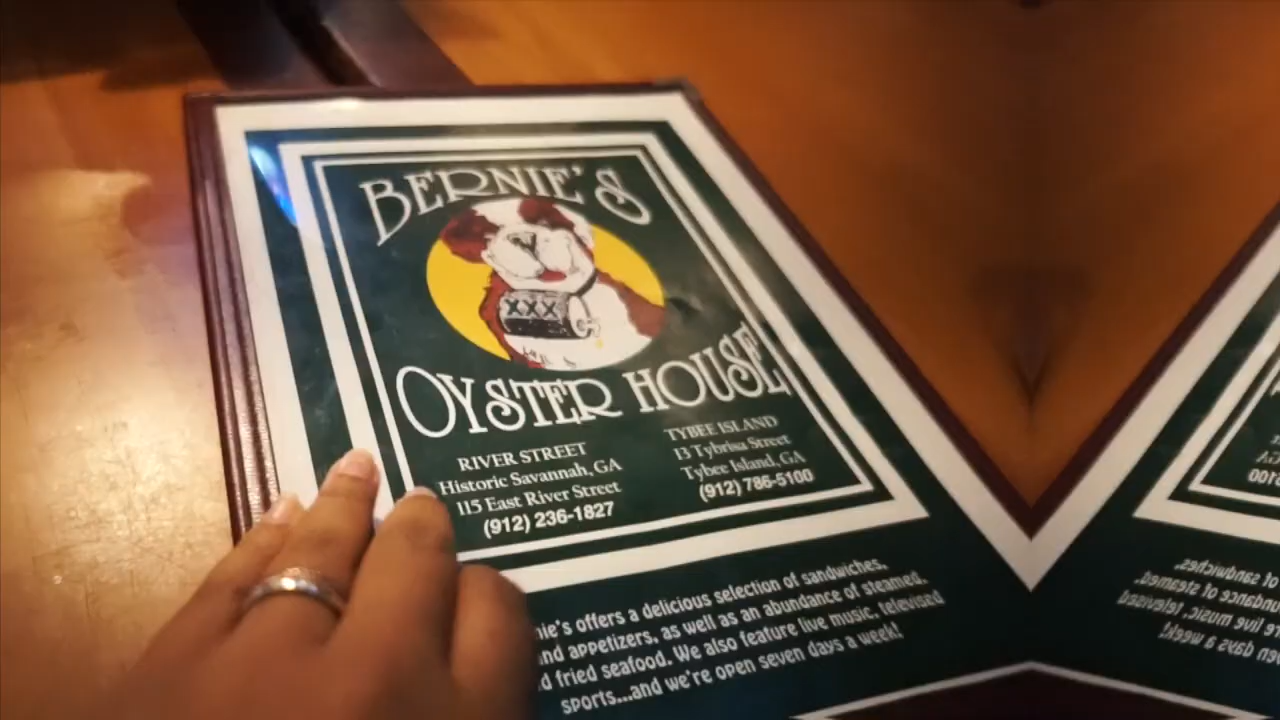 BERNIE'S
XXX
OYSTER HOUSE
RIVER STREET
Historic Savannah, GA
115 East River Street
(912) 236-1827
TYBEE ISLAND
13 Tybrisa Street
Tybee Island, GA
(912) 786-5100
nie's offers a delicious selection of sandwiches,
nd appetizers, as well as an abundance of steamed,
d fried seafood. We also feature live music, televised
sports...and we're open seven days a week!